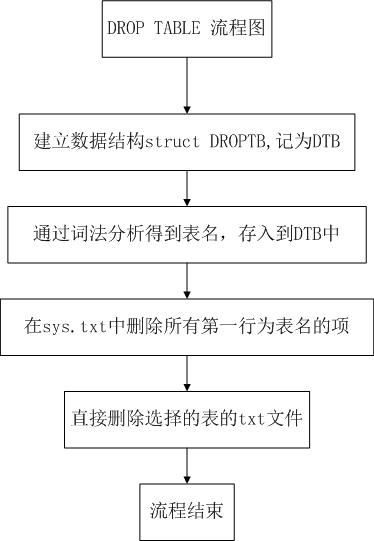 DROP TABLE 流程图
建立数据结构struct DROPTB,记为DTB
通过词法分析得到表名，存入到DTB中
在sys.txt中删除所有第一行为表名的项
直接删除选择的表的txt文件
流程结束